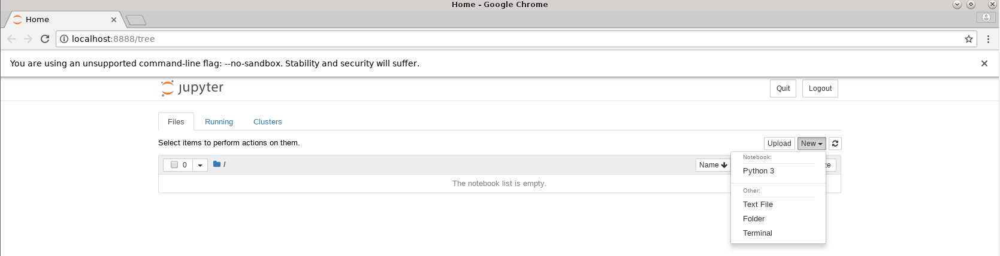 Home - Google Chrome
Home
localhost:8888/tree
You are using an unsupported command-line flag: --no-sandbox. Stability and security will suffer.
jupyter
Quit Logout
Files Running Clusters
Select items to perform actions on them.
Upload New
0 / Name
Notebook:
Python 3
The notebook list is empty.
Other:
Text File
Folder
Terminal